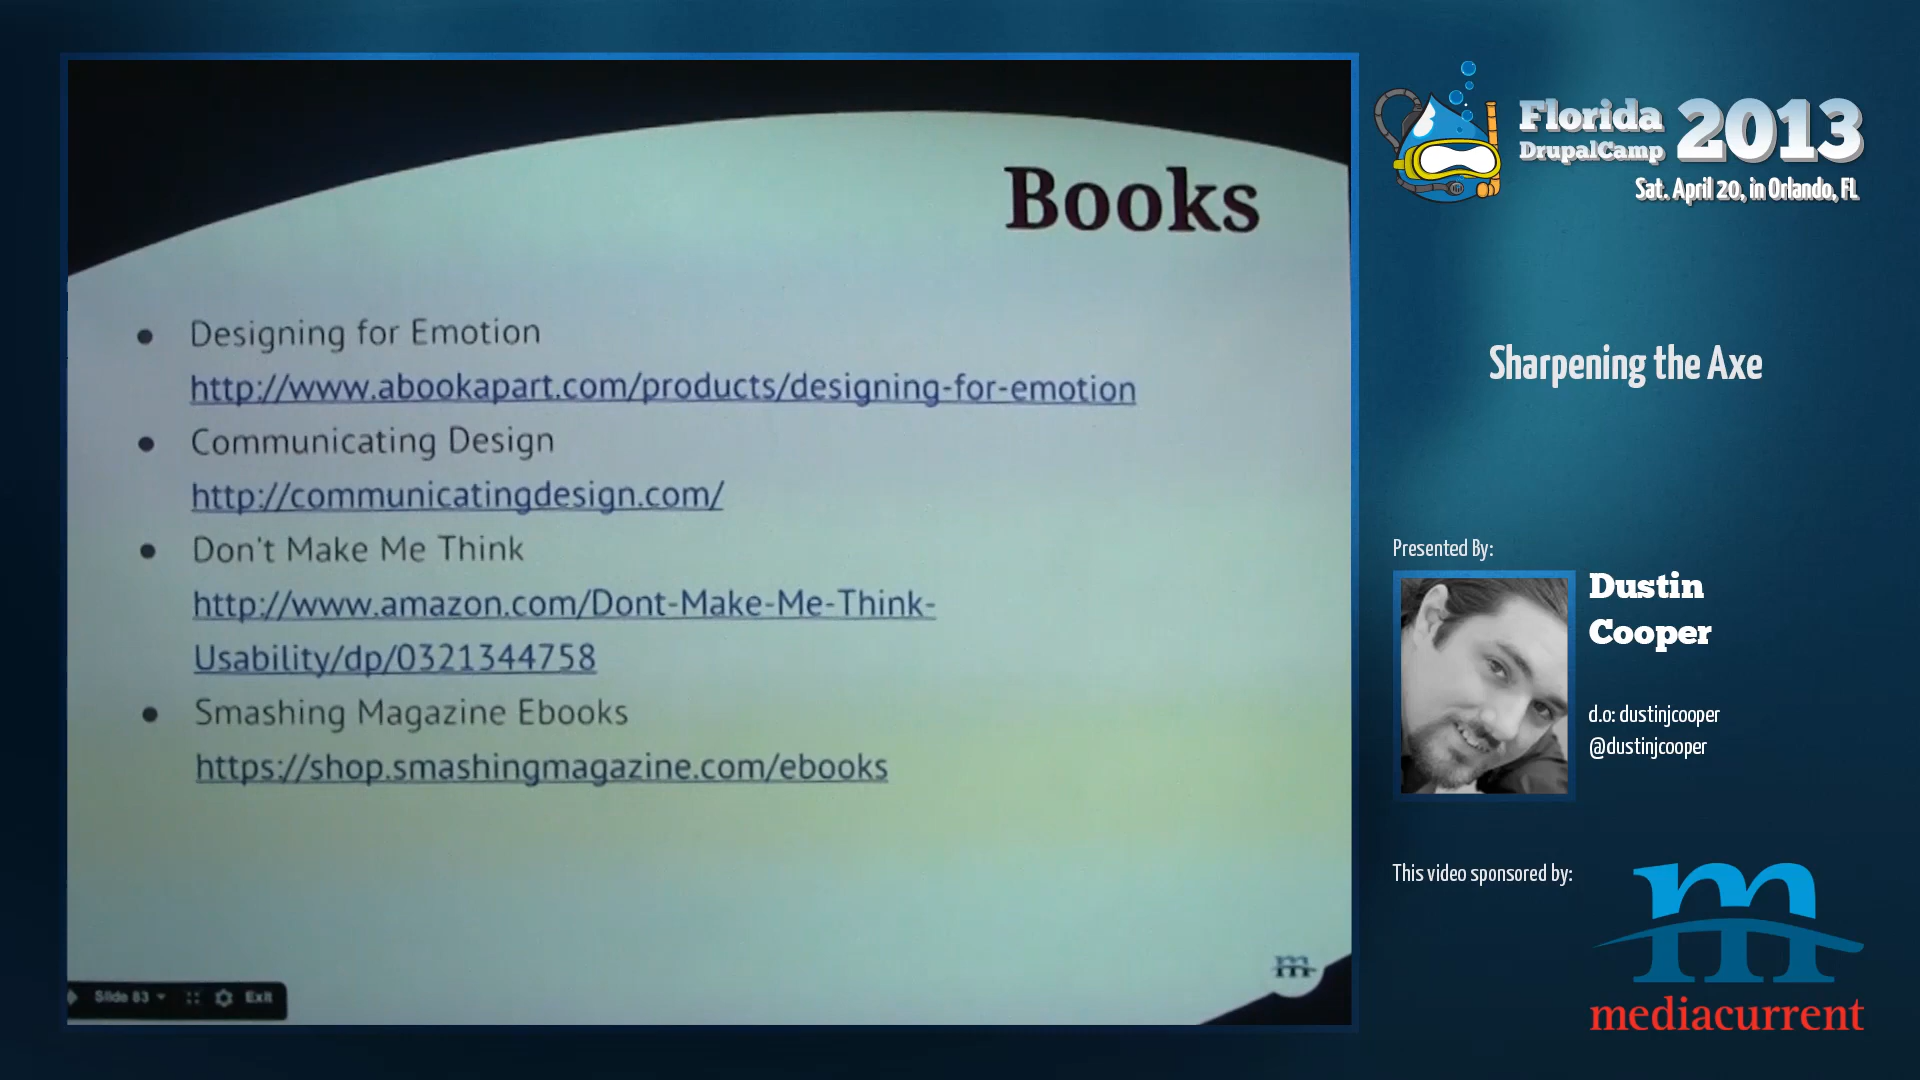 Books
● Designing for Emotion
http://www.abookapart.com/products/designing-for-emotion
● Communicating Design
http://communicatingdesign.com/
● Don't Make Me Think
http://www.amazon.com/Dont-Make-Me-Think-
Usability/dp/0321344758
● Smashing Magazine Ebooks
https://shop.smashingmagazine.com/ebooks
m
Slide 83 Exit
Florida
DrupalCamp
2013
Sat. April 20, in Orlando, FL
Sharpening the Axe
Presented By:
Dustin
Cooper
d.o: dustinjcooper
@dustinjcooper
This video sponsored by:
m
mediacurrent